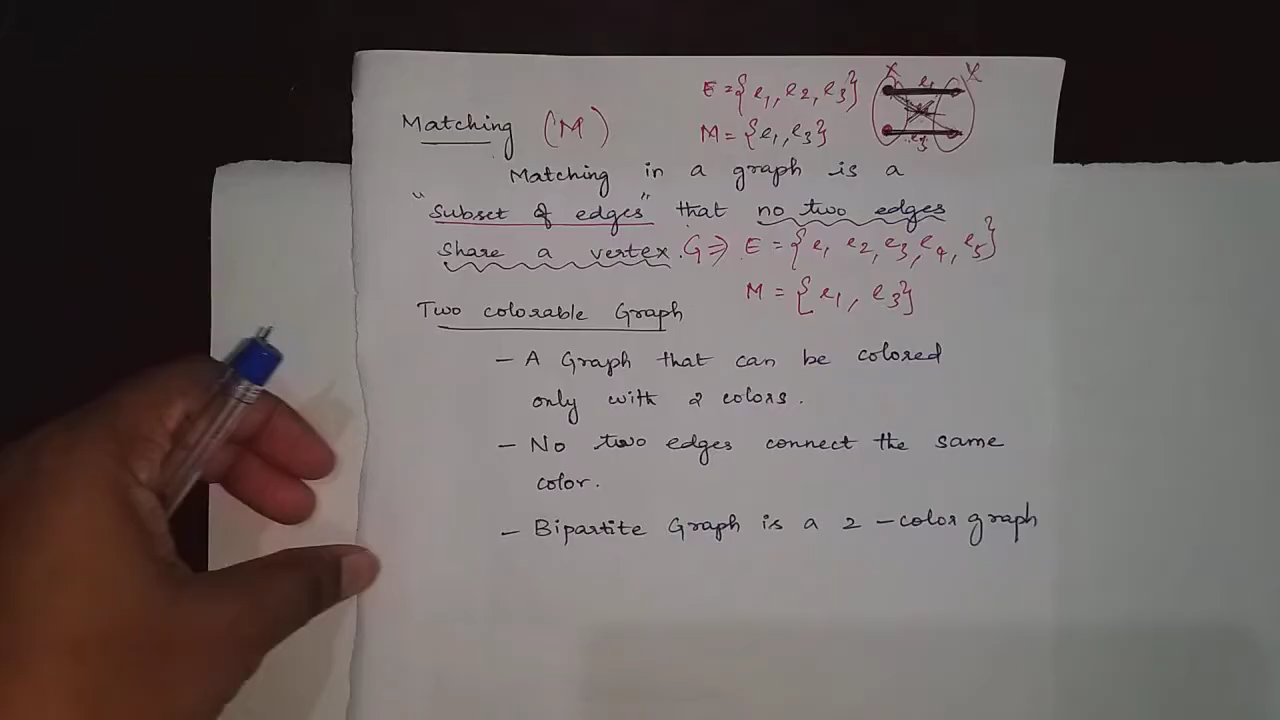 E = {e1, e2, e3}
Matching (M)
M = {e1, e3}
X Y
e1
e3
Matching in a graph is a
"Subset of edges" that no two edges
share a vertex. G ⇒ E = {e1 e2, e3, e4, e5}
M = {e1, e3}
Two colorable Graph
- A Graph that can be colored
only with 2 colors.
- No two edges connect the same
color.
- Bipartite Graph is a 2 - color graph